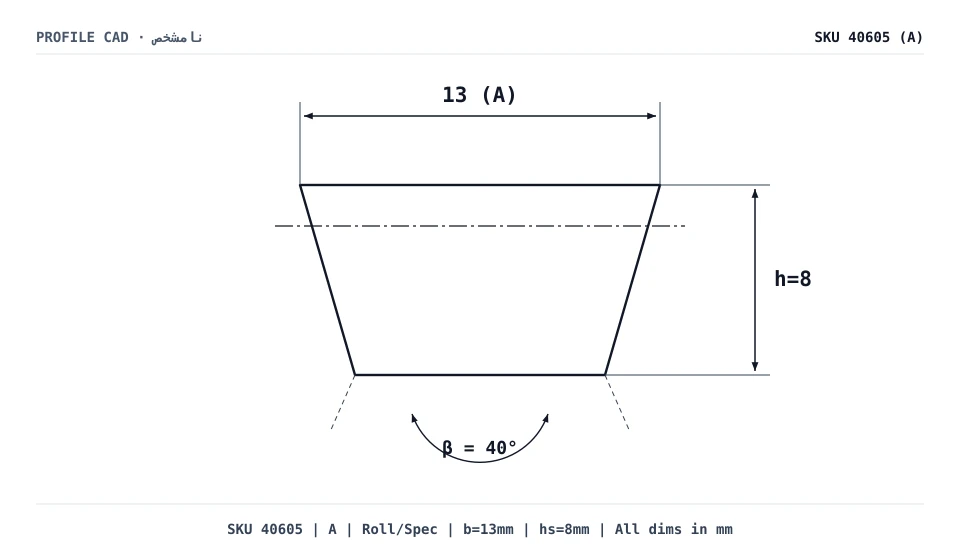 PROFILE CAD · نامشخص
SKU 40605 (A)
13 (A)
h=8
β = 40°
SKU 40605 | A | Roll/Spec | b=13mm | hs=8mm | All dims in mm